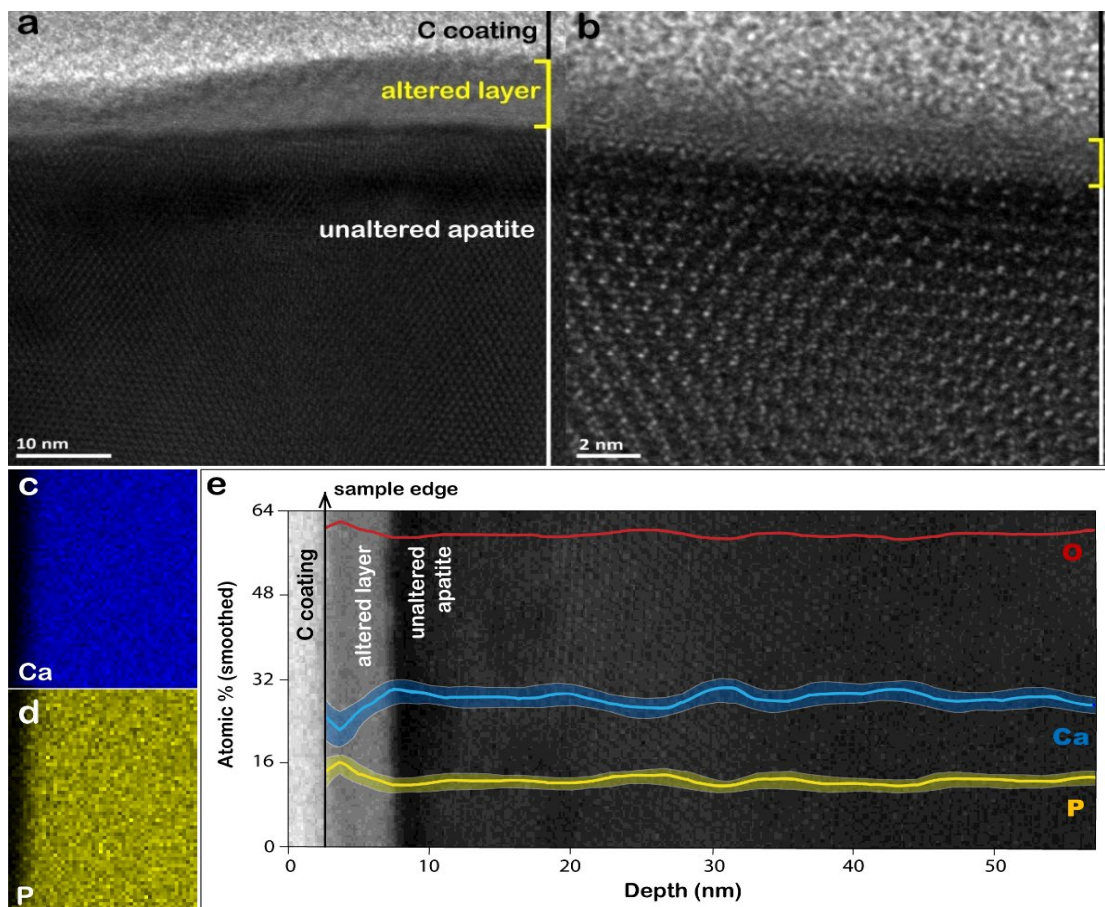 a
C coating
altered layer
unaltered apatite
10 nm
b
2 nm
c
Ca
d
P
e
sample edge
64
48
32
16
0
Atomic % (smoothed)
C coating
altered layer
unaltered
apatite
O
Ca
P
0
10
20
30
40
50
Depth (nm)